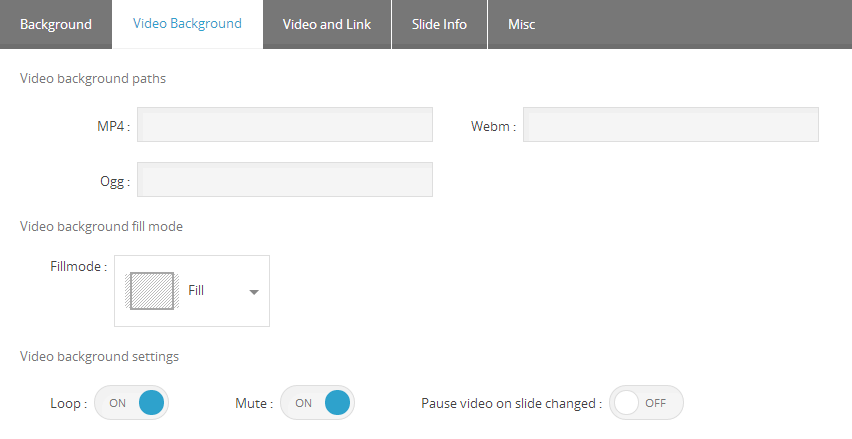 Background Video Background Video and Link Slide Info Misc
Video background paths
MP4 : Webm :
Ogg :
Video background fill mode
Fillmode : Fill
Video background settings
Loop : ON Mute : ON Pause video on slide changed : OFF